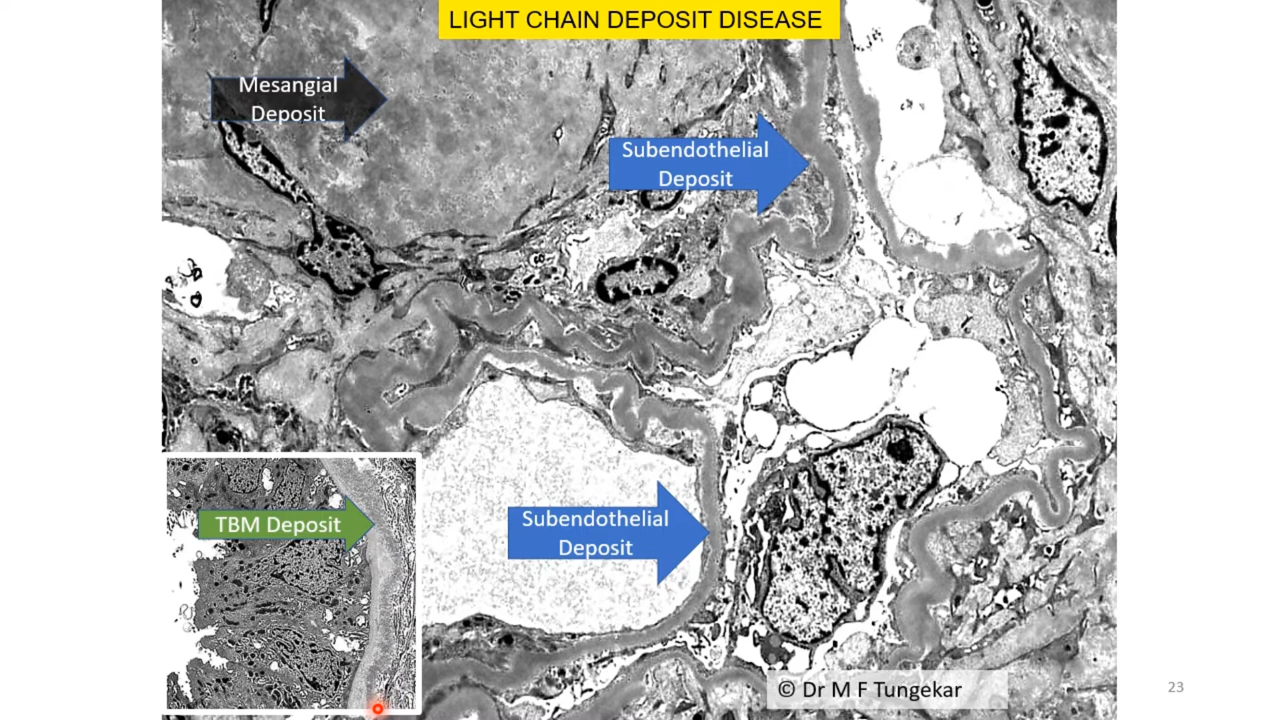 LIGHT CHAIN DEPOSIT DISEASE
Mesangial
Deposit
Subendothelial
Deposit
TBM Deposit
Subendothelial
Deposit
© Dr M F Tungekar
23